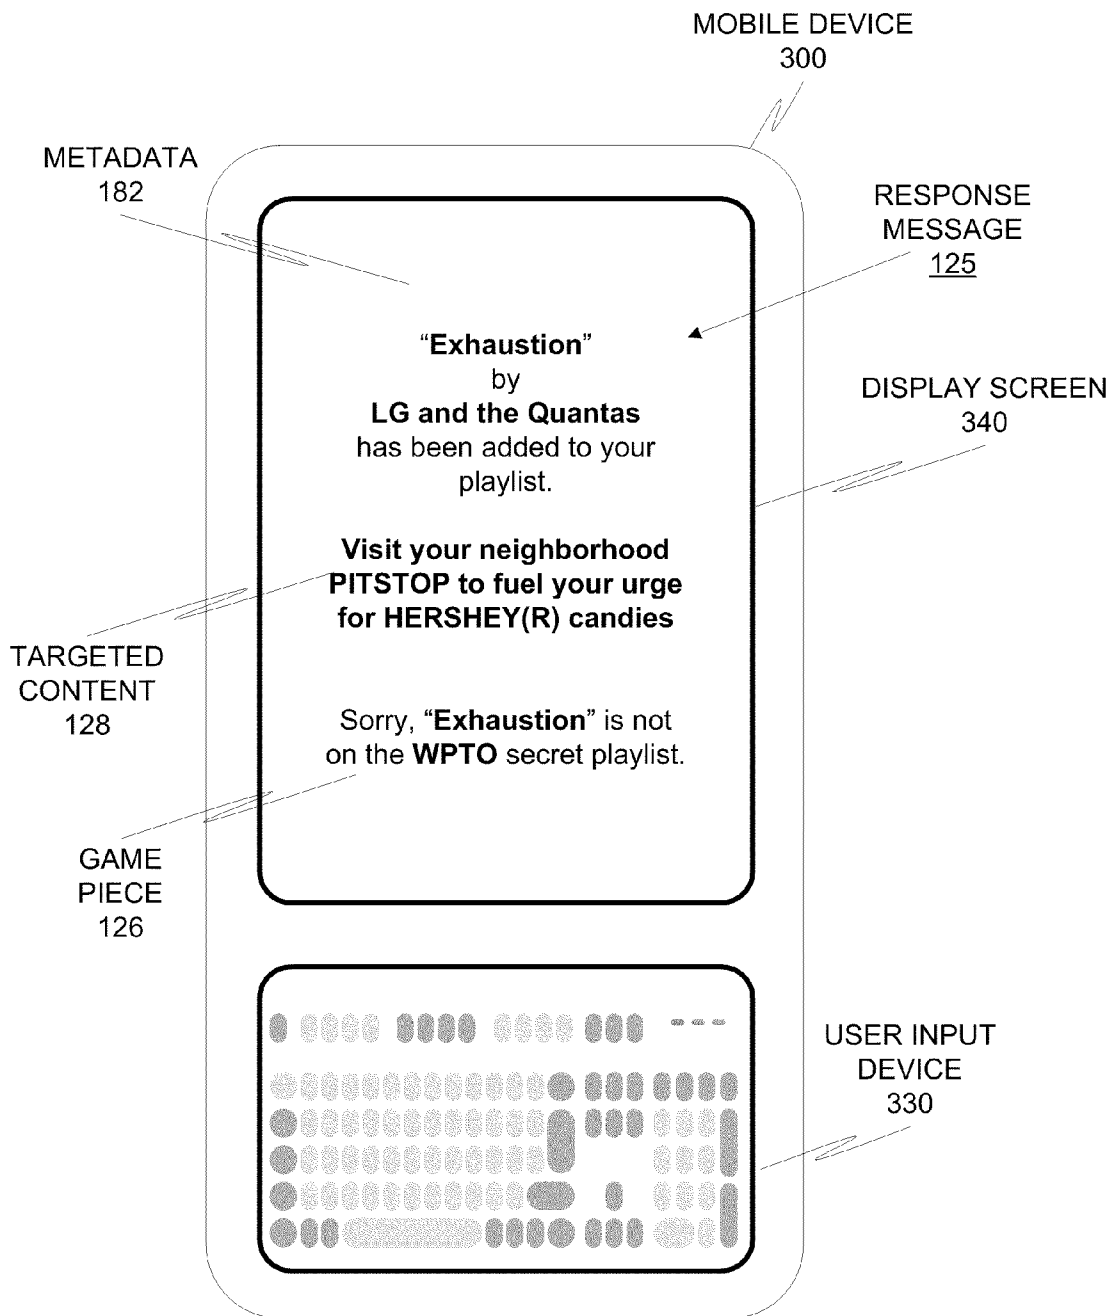 MOBILE DEVICE
300
METADATA
182
RESPONSE
MESSAGE
125
“Exhaustion”
by
LG and the Quantas
has been added to your
playlist.
DISPLAY SCREEN
340
Visit your neighborhood
PITSTOP to fuel your urge
for HERSHEY(R) candies
TARGETED
CONTENT
128
Sorry, “Exhaustion” is not
on the WPTO secret playlist.
GAME
PIECE
126
USER INPUT
DEVICE
330